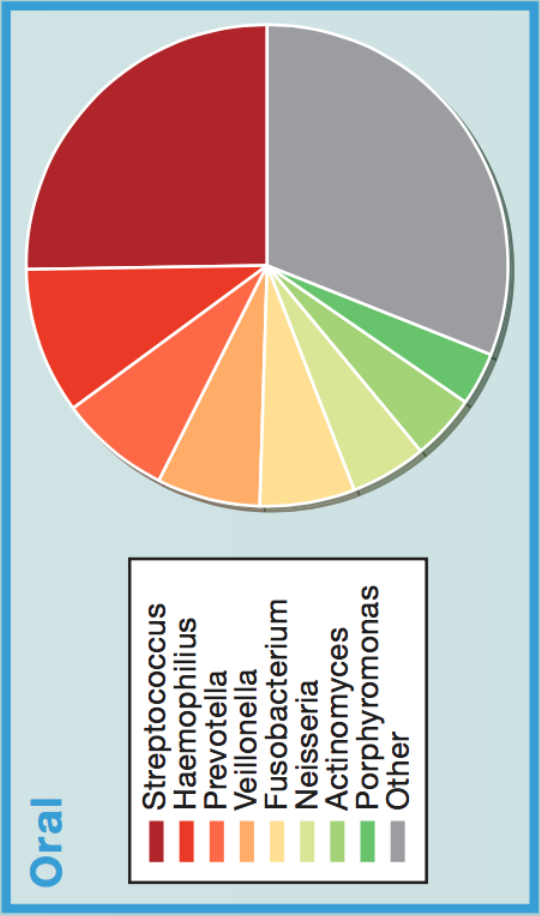 Oral
Streptococcus
Haemophilius
Prevotella
Veillonella
Fusobacterium
Neisseria
Actinomyces
Porphyromonas
Other